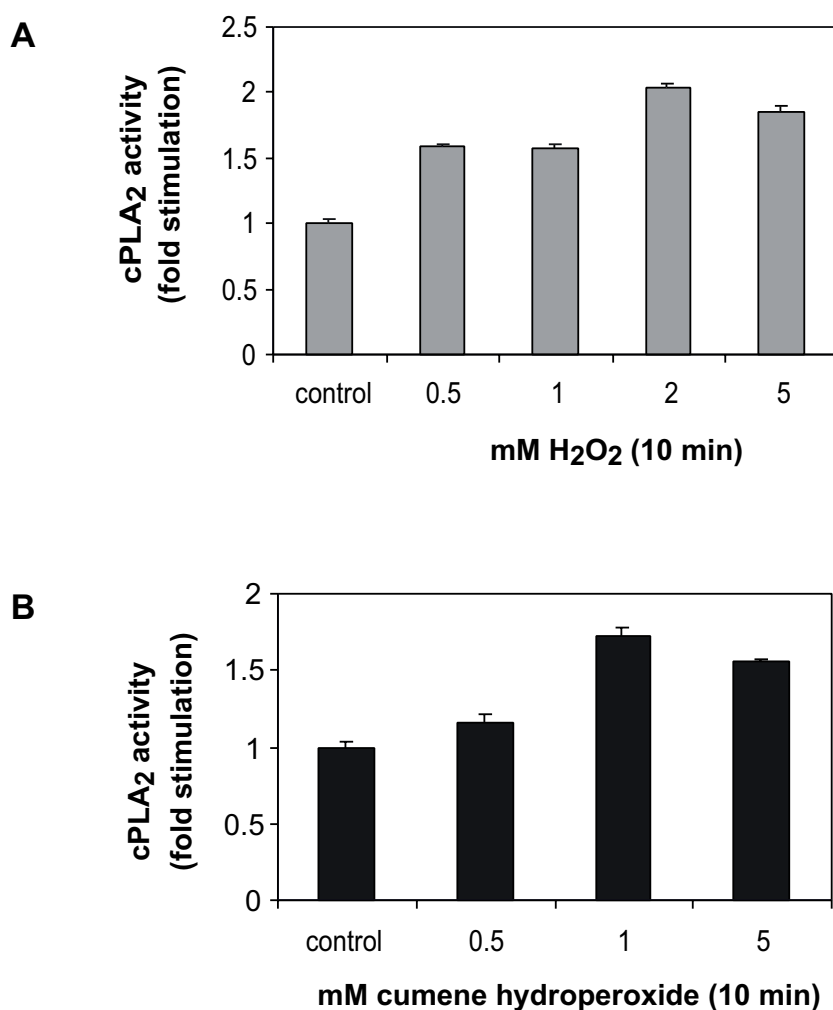 A
cPLA2 activity
(fold stimulation)
2.5
2
1.5
1
0.5
0
control 0.5 1 2 5
mM H2O2 (10 min)
B
cPLA2 activity
(fold stimulation)
2
1.5
1
0.5
0
control 0.5 1 5
mM cumene hydroperoxide (10 min)